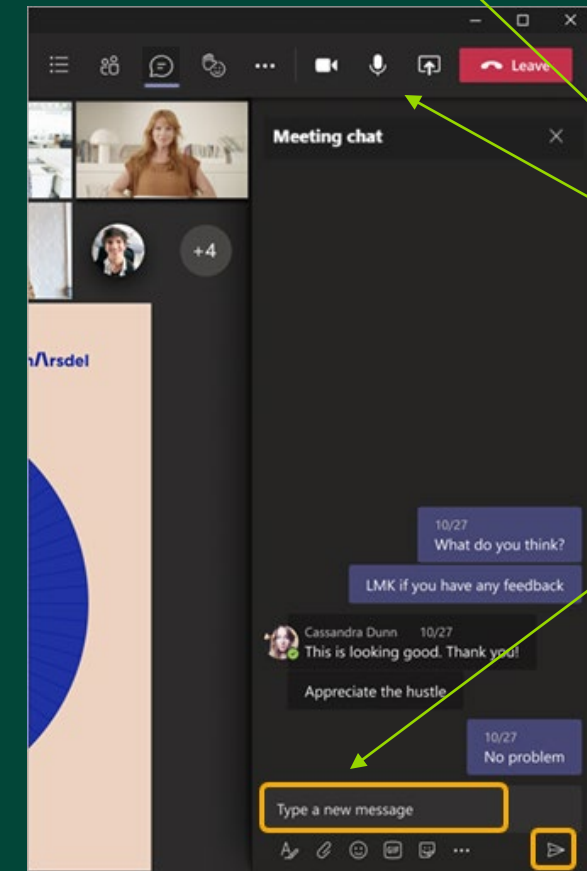 Leave
Meeting chat
+4
10/27
What do you think?
LMK if you have any feedback
Cassandra Dunn 10/27
This is looking good. Thank you!
Appreciate the hustle
10/27
No problem
Type a new message
GIF